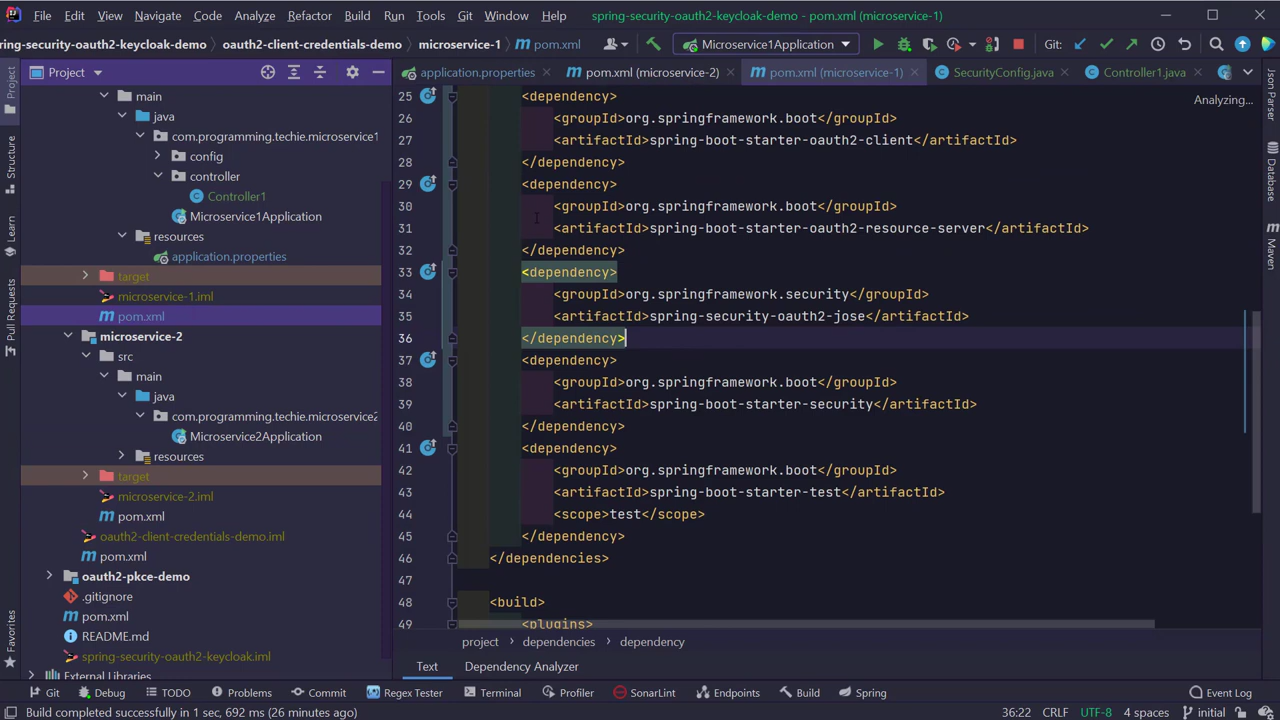 File Edit View Navigate Code Analyze Refactor Build Run Tools Git Window Help spring-security-oauth2-keycloak-demo - pom.xml (microservice-1)
ring-security-oauth2-keycloak-demo oauth2-client-credentials-demo microservice-1 pom.xml Microservice1Application Git:
Project application.properties pom.xml (microservice-2) pom.xml (microservice-1) SecurityConfig.java Controller1.java
Project
Structure
Learn
Pull Requests
Favorites
main
java
com.programming.techie.microservice1
config
controller
Controller1
Microservice1Application
resources
application.properties
target
microservice-1.iml
pom.xml
microservice-2
src
main
java
com.programming.techie.microservice2
Microservice2Application
resources
target
microservice-2.iml
pom.xml
oauth2-client-credentials-demo.iml
pom.xml
oauth2-pkce-demo
.gitignore
pom.xml
README.md
spring-security-oauth2-keycloak.iml
External Libraries
Analyzing...
25 <dependency>
26 <groupId>org.springframework.boot</groupId>
27 <artifactId>spring-boot-starter-oauth2-client</artifactId>
28 </dependency>
29 <dependency>
30 <groupId>org.springframework.boot</groupId>
31 <artifactId>spring-boot-starter-oauth2-resource-server</artifactId>
32 </dependency>
33 <dependency>
34 <groupId>org.springframework.security</groupId>
35 <artifactId>spring-security-oauth2-jose</artifactId>
36 </dependency>
37 <dependency>
38 <groupId>org.springframework.boot</groupId>
39 <artifactId>spring-boot-starter-security</artifactId>
40 </dependency>
41 <dependency>
42 <groupId>org.springframework.boot</groupId>
43 <artifactId>spring-boot-starter-test</artifactId>
44 <scope>test</scope>
45 </dependency>
46 </dependencies>
47
48 <build>
49 <plugins>
project dependencies dependency
Text Dependency Analyzer
Json Parser
Database
Maven
Git Debug TODO Problems Commit Regex Tester Terminal Profiler SonarLint Endpoints Build Spring Event Log
Build completed successfully in 1 sec, 692 ms (26 minutes ago) 36:22 CRLF UTF-8 4 spaces initial